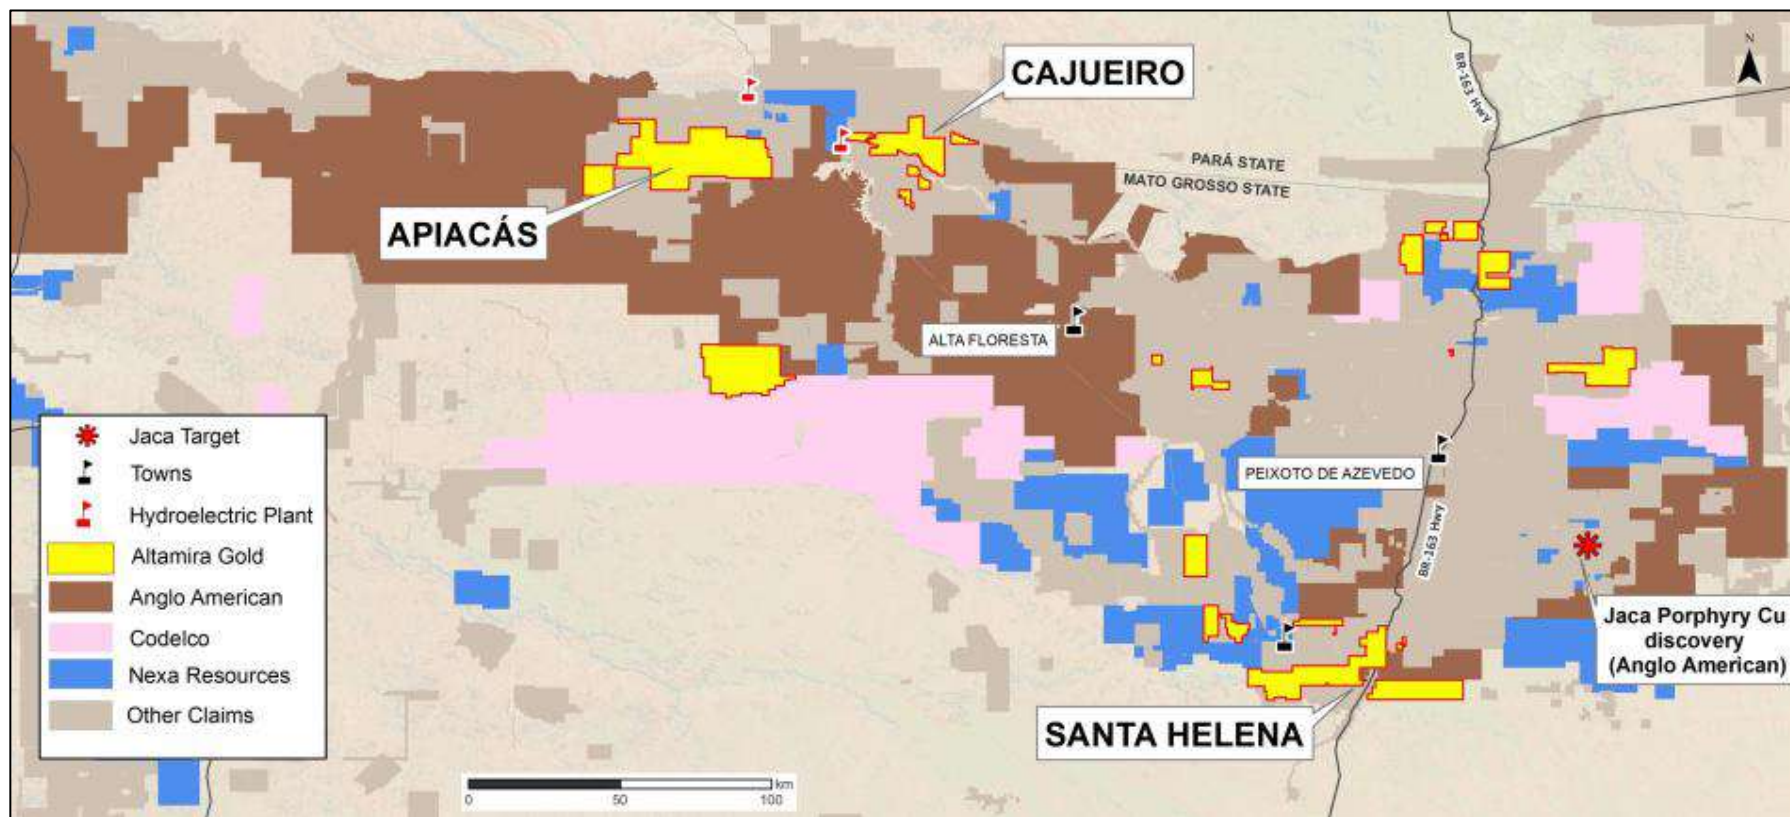 N
CAJUEIRO
BR-163 Hwy
PARÁ STATE
MATO GROSSO STATE
APIACÁS
ALTA FLORESTA
PEIXOTO DE AZEVEDO
BR-163 Hwy
Jaca Target
Towns
Hydroelectric Plant
Altamira Gold
Anglo American
Codelco
Nexa Resources
Other Claims
Jaca Porphyry Cu
discovery
(Anglo American)
SANTA HELENA
km
0 50 100